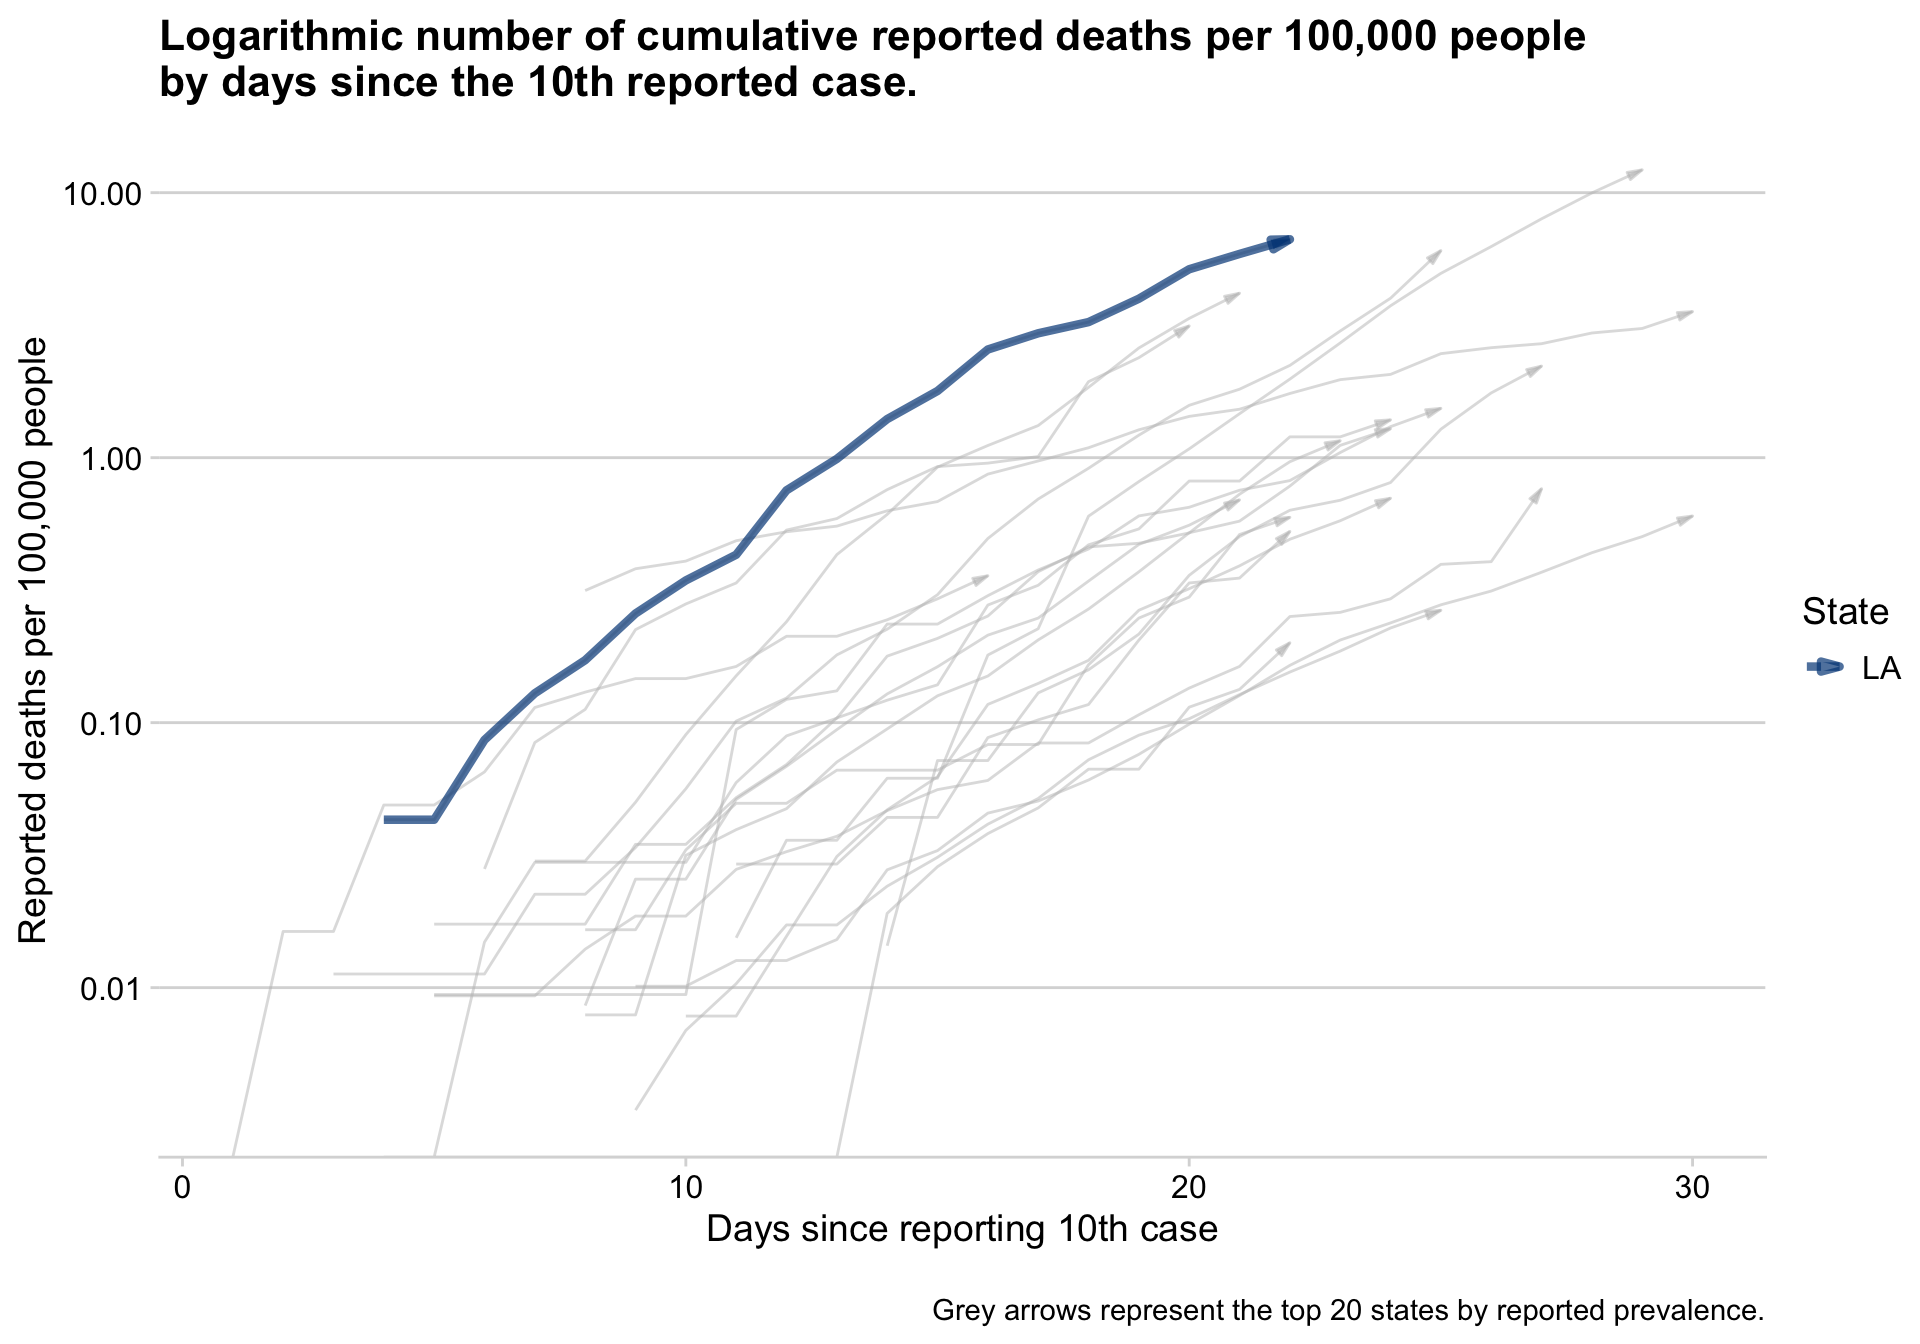 Logarithmic number of cumulative reported deaths per 100,000 people
by days since the 10th reported case.
Reported deaths per 100,000 people
10.00
1.00
0.10
0.01
0
10
20
30
Days since reporting 10th case
State
LA
Grey arrows represent the top 20 states by reported prevalence.